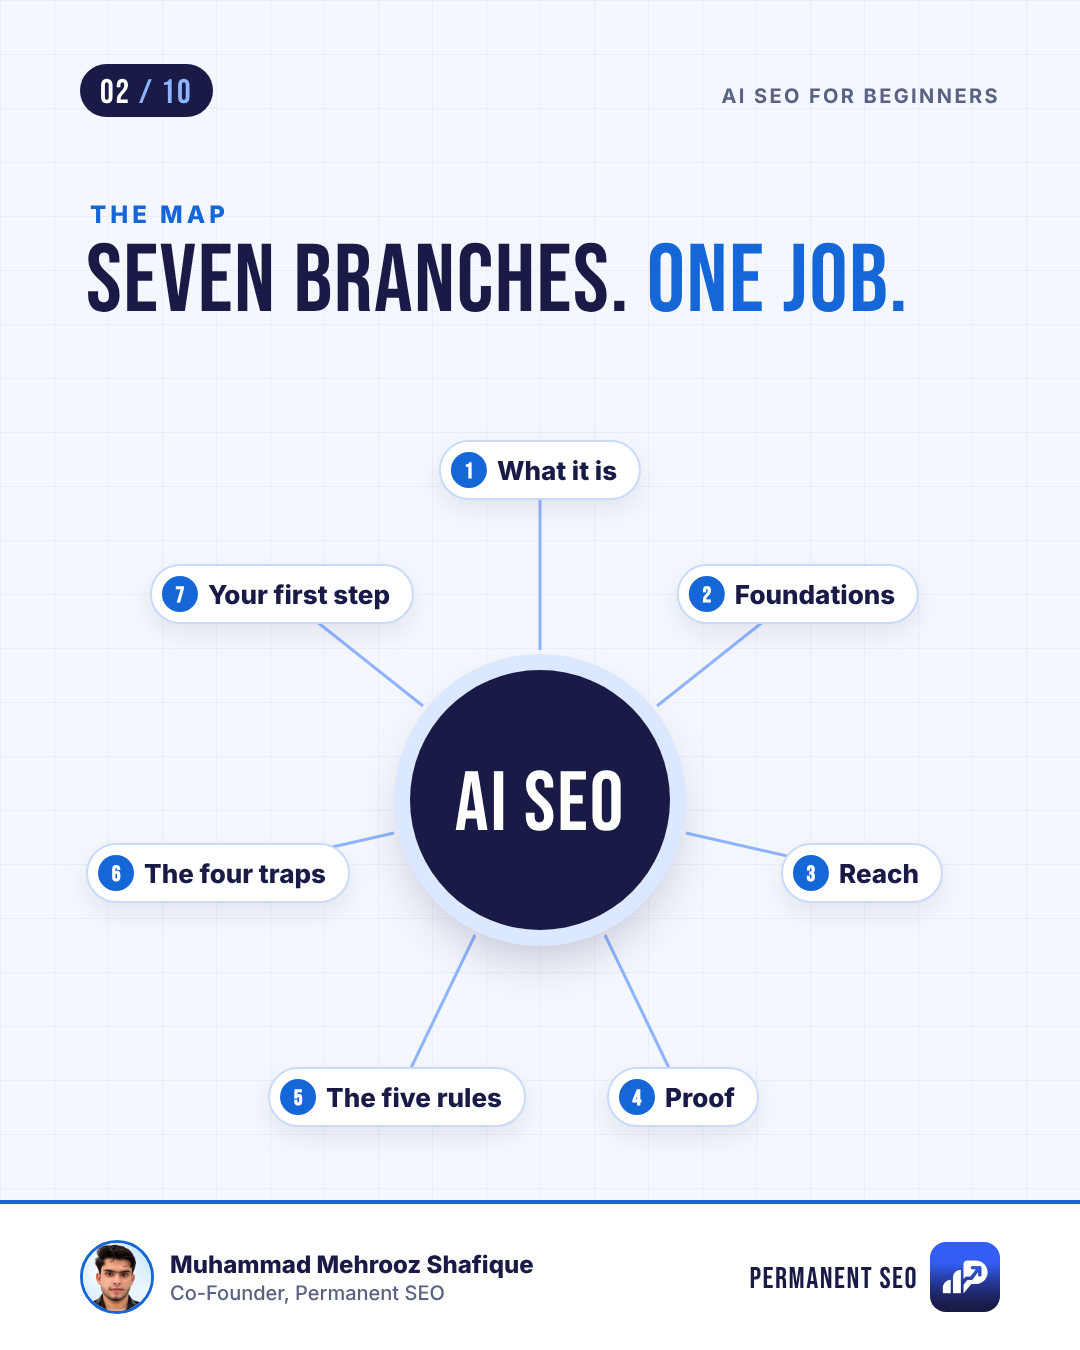 02 / 10
AI SEO FOR BEGINNERS
THE MAP
SEVEN BRANCHES. ONE JOB.
1 What it is
7 Your first step
2 Foundations
AI SEO
6 The four traps
3 Reach
5 The five rules
4 Proof
Muhammad Mehrooz Shafique
Co-Founder, Permanent SEO
PERMANENT SEO